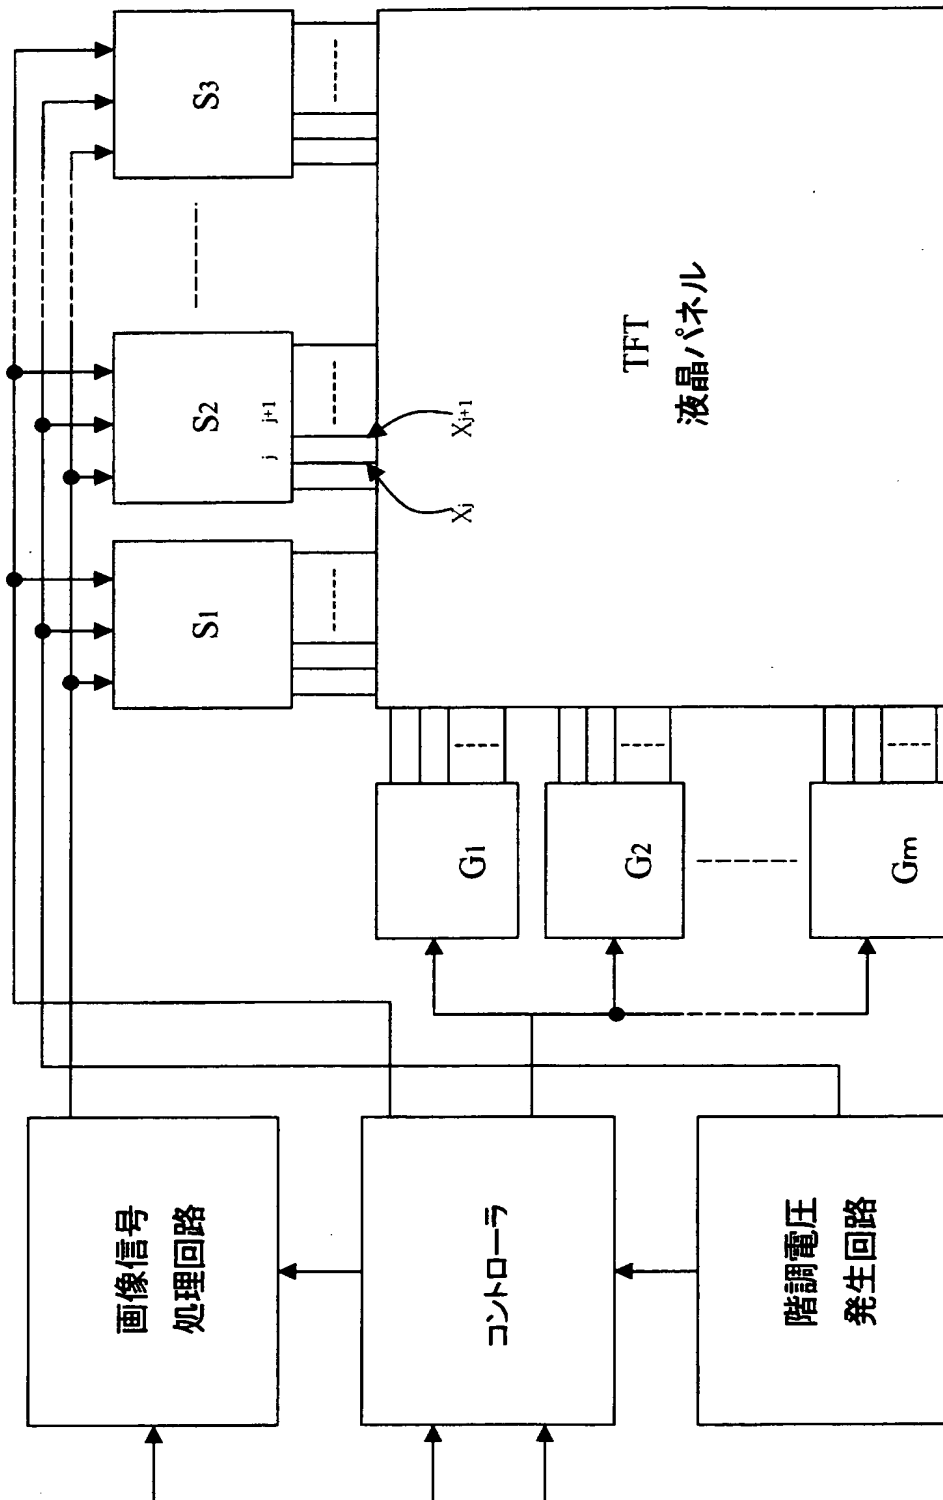 画像信号
処理回路
コントローラ
階調電圧
発生回路
G1
G2
Gm
S1
S2
j
j+1
S3
Xj
Xj+1
TFT
液晶パネル